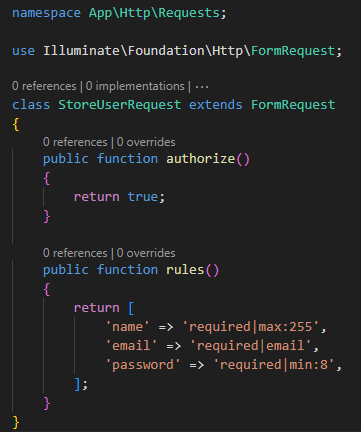 namespace App\Http\Requests;
use Illuminate\Foundation\Http\FormRequest;
0 references | 0 implementations | ···
class StoreUserRequest extends FormRequest
{
0 references | 0 overrides
public function authorize()
{
return true;
}
0 references | 0 overrides
public function rules()
{
return [
'name' => 'required|max:255',
'email' => 'required|email',
'password' => 'required|min:8',
];
}
}